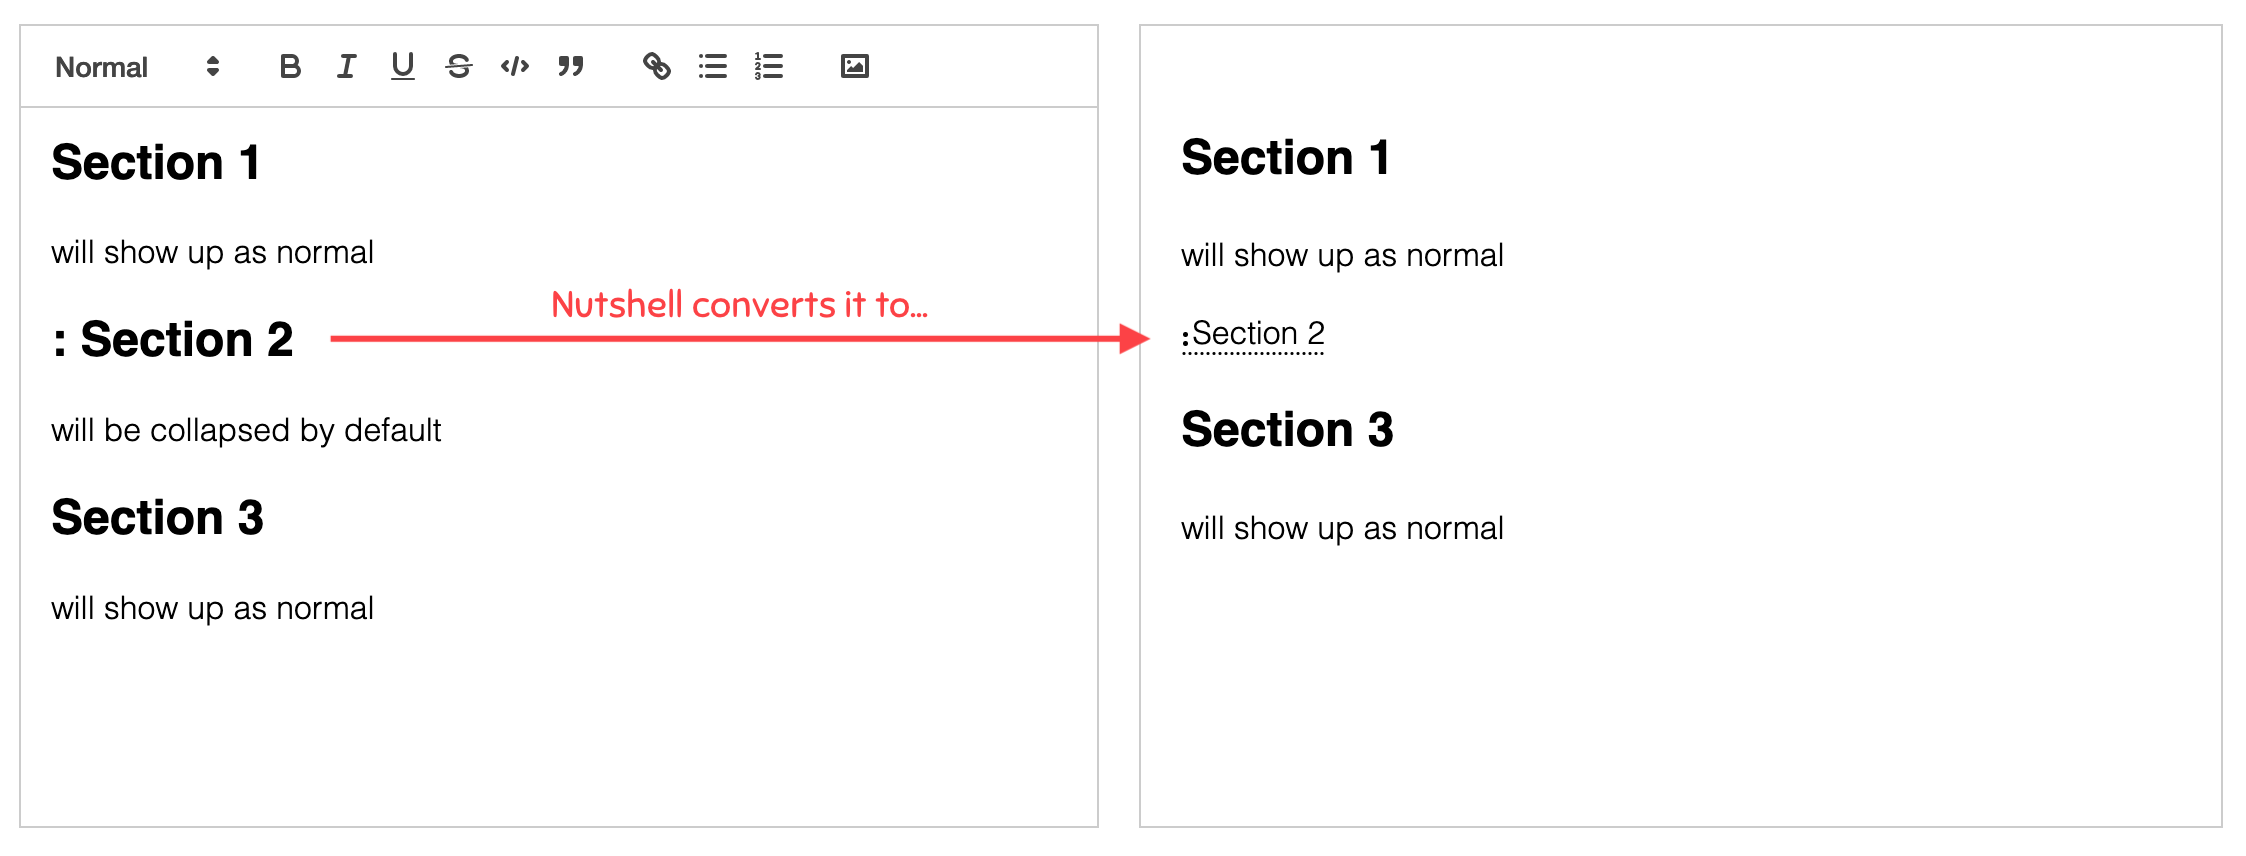 Normal
Section 1
will show up as normal
: Section 2
will be collapsed by default
Section 3
will show up as normal
Nutshell converts it to...
Section 1
will show up as normal
:Section 2
Section 3
will show up as normal